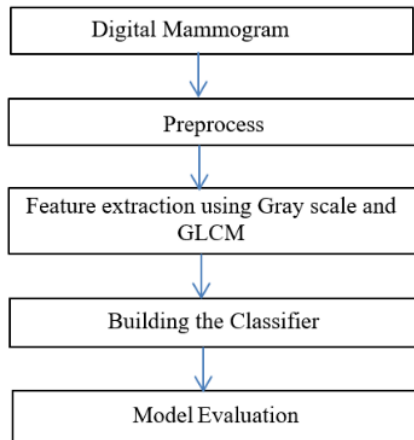 Digital Mammogram
Preprocess
Feature extraction using Gray scale and
GLCM
Building the Classifier
Model Evaluation